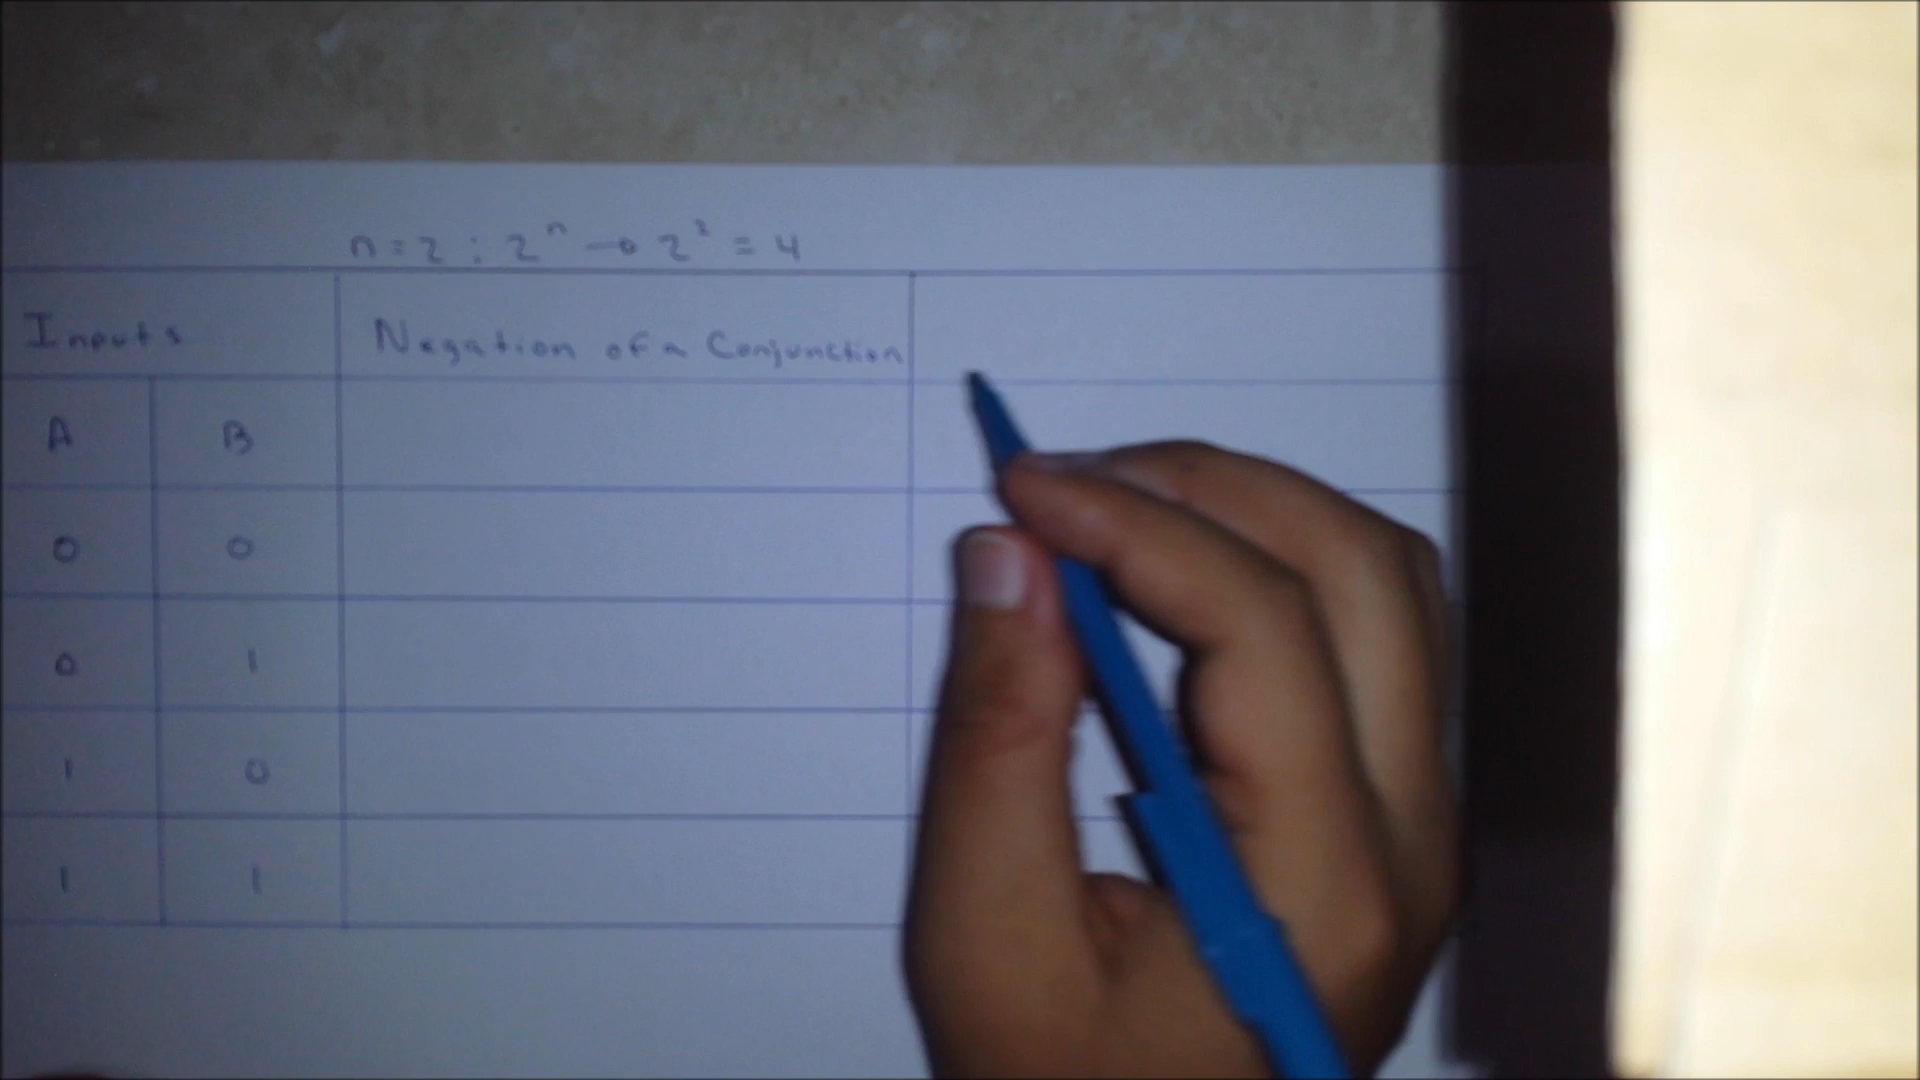 n = 2 : 2ⁿ → 2² = 4
Inputs Negation of a Conjunction
A B
0 0
0 1
1 0
1 1